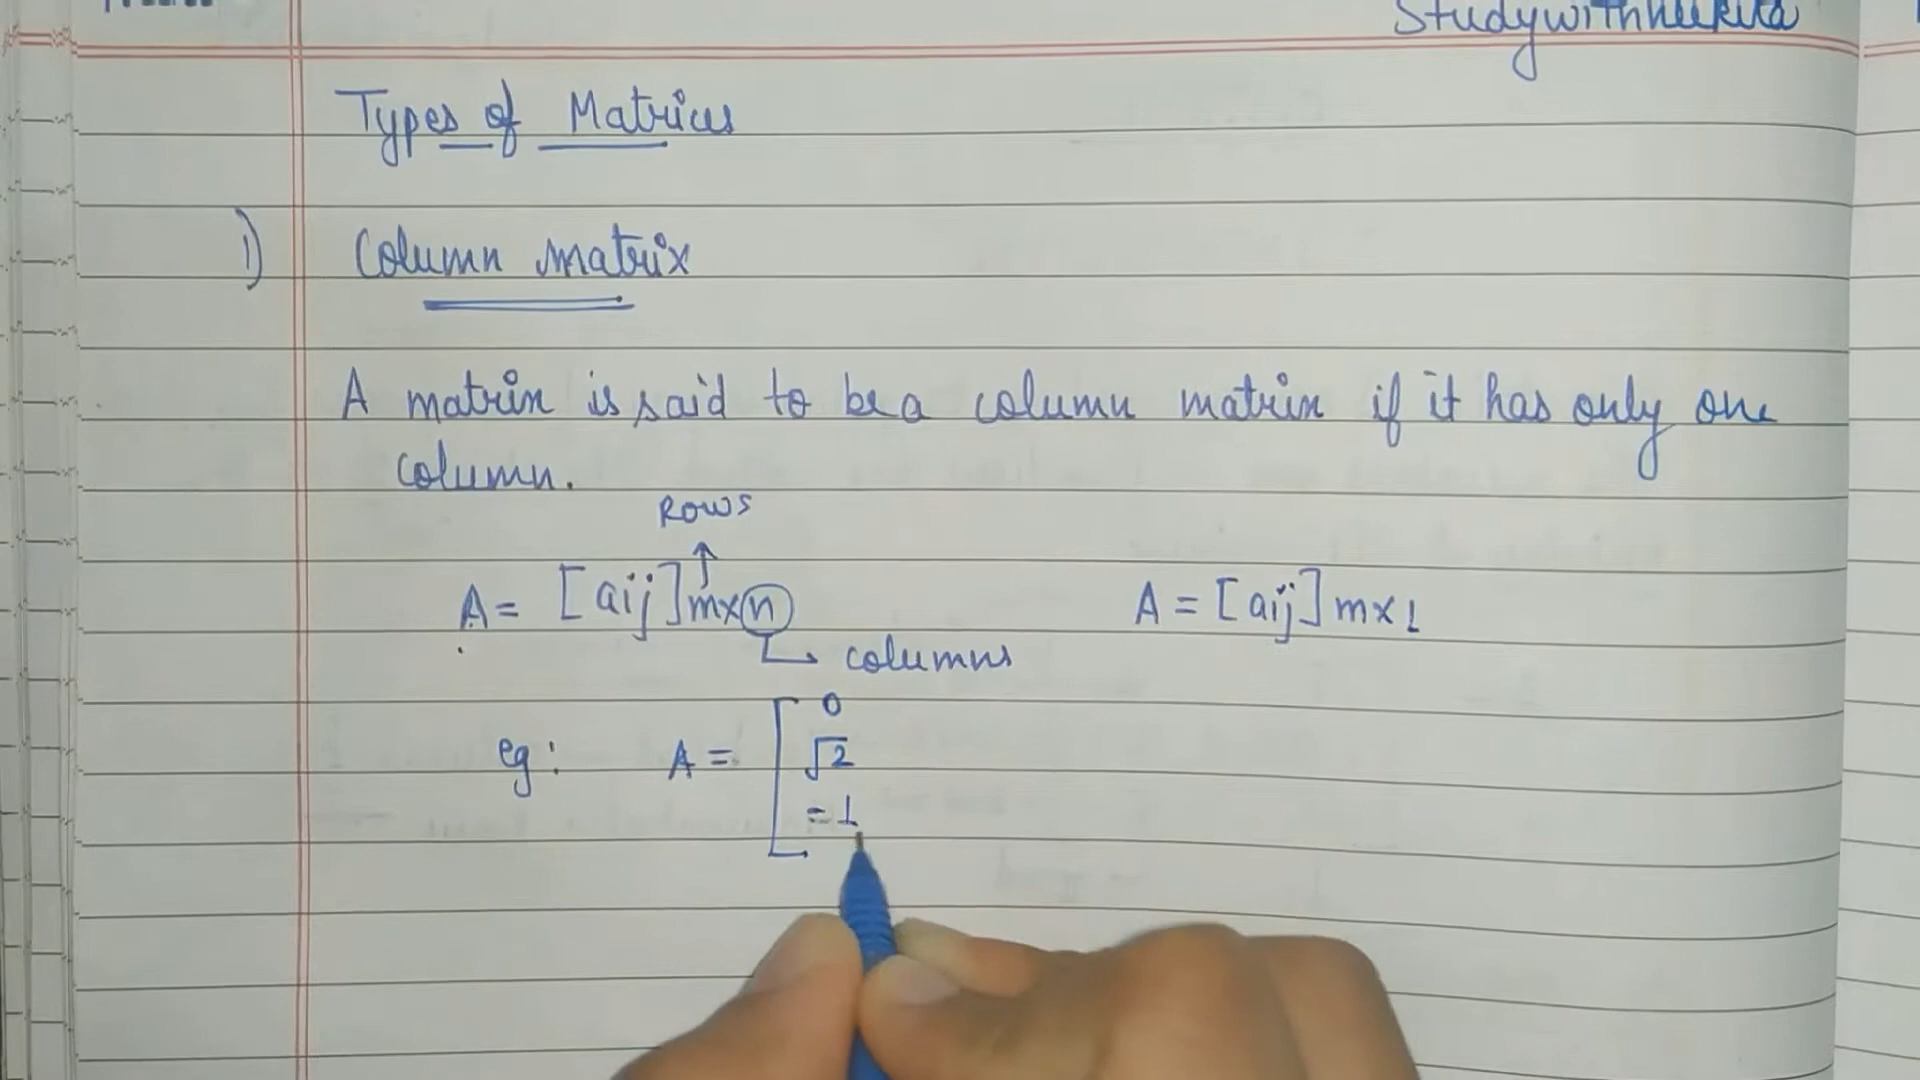 Types of Matrices
1) Column matrix
A matrix is said to be a column matrix if it has only one
column.
Rows
A = [aij] m×n
A = [aij] m×1
columns
eg: A = [
0
√2
=1